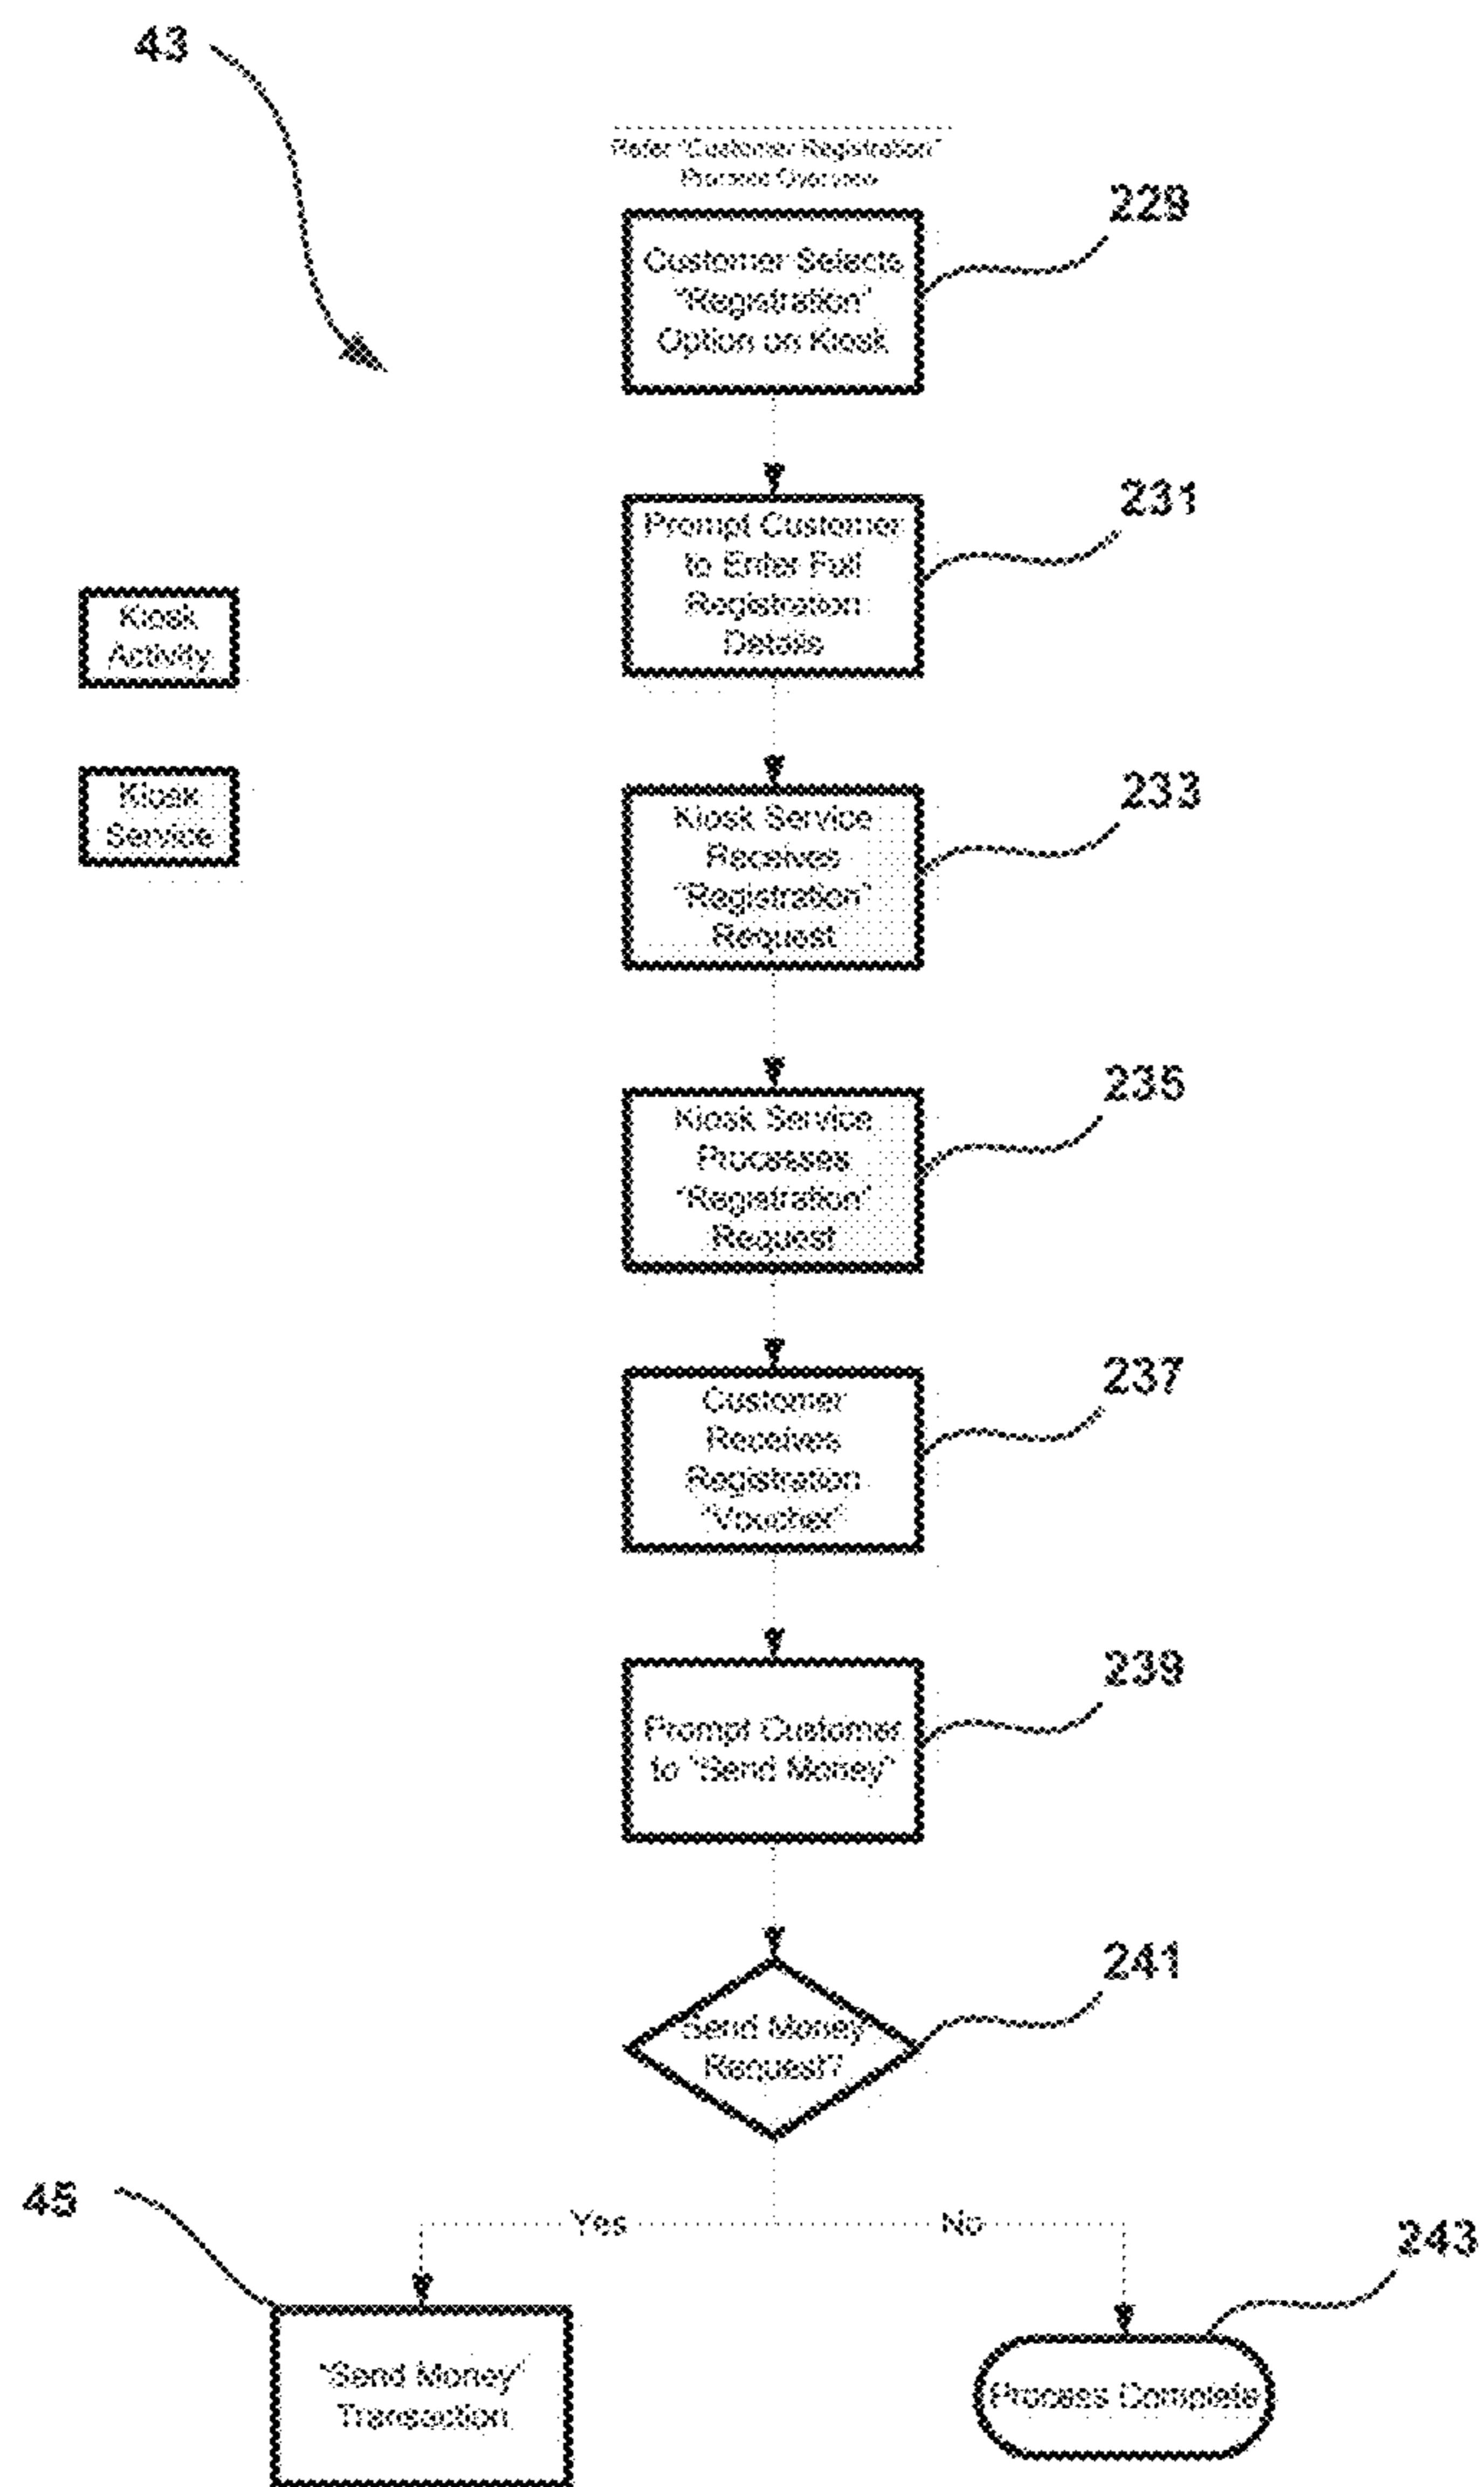 43
Refer "Customer Registration"
Process Overview
229
Customer Selects
"Registration"
Option on Kiosk
231
Prompt Customer
to Enter Full
Registration
Details
Kiosk
Activity
Kiosk
Service
233
Kiosk Service
Receives
"Registration"
Request
235
Kiosk Service
Processes
"Registration"
Request
237
Customer
Receives
Registration
"Voucher"
239
Prompt Customer
to "Send Money"
241
Send Money
Request?
Yes
No
45
243
"Send Money"
Transaction
Process Complete